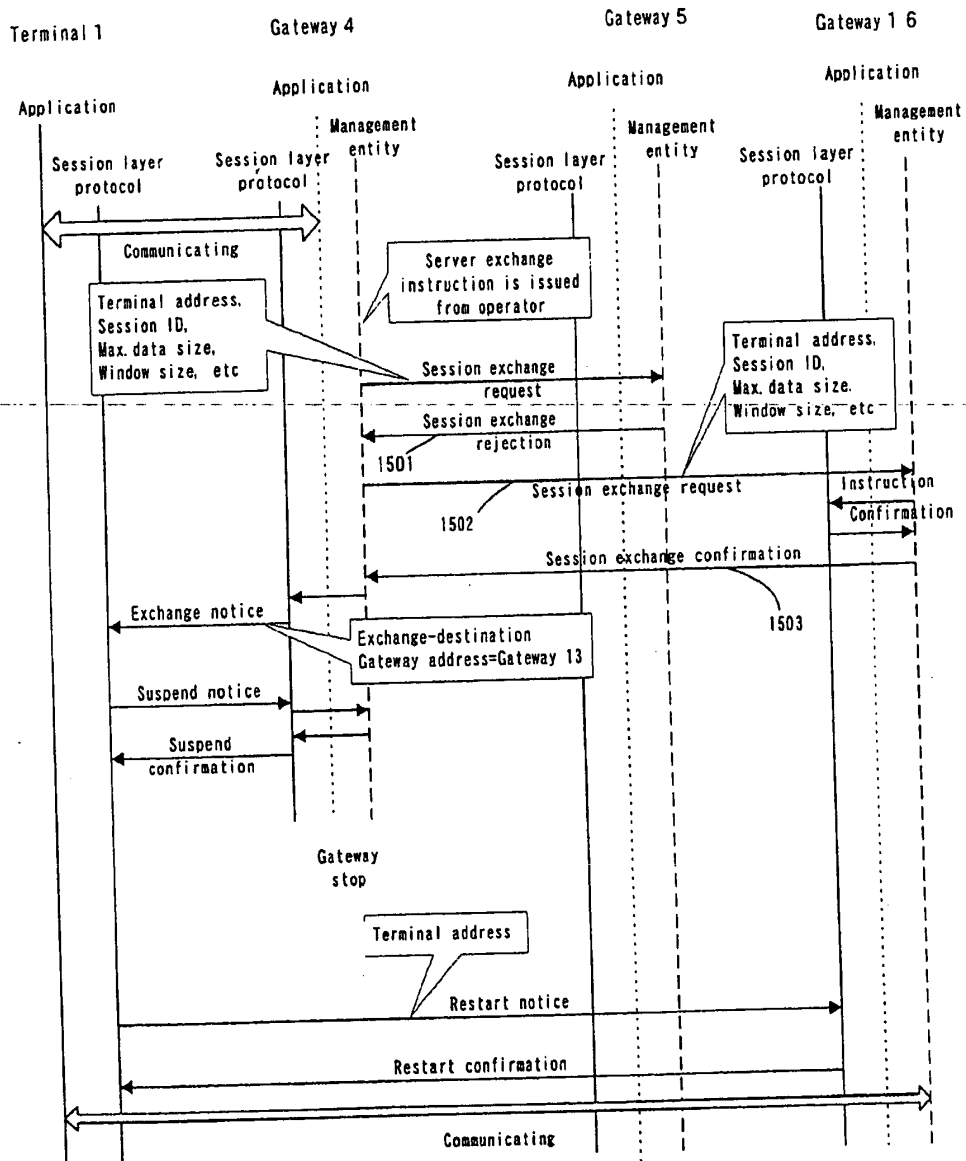 Terminal 1
Gateway 4
Gateway 5
Gateway 1 6
Application
Application
Application
Application
Management
entity
Management
entity
Management
entity
Session layer
protocol
Session layer
protocol
Session layer
protocol
Session layer
protocol
Communicating
Server exchange
instruction is issued
from operator
Terminal address,
Session ID,
Max. data size,
Window size, etc
Terminal address,
Session ID,
Max. data size.
Window size, etc
Session exchange
request
Session exchange
rejection
1501
Session exchange request
1502
Instruction
Confirmation
Session exchange confirmation
1503
Exchange notice
Exchange-destination
Gateway address=Gateway 13
Suspend notice
Suspend
confirmation
Gateway
stop
Terminal address
Restart notice
Restart confirmation
Communicating